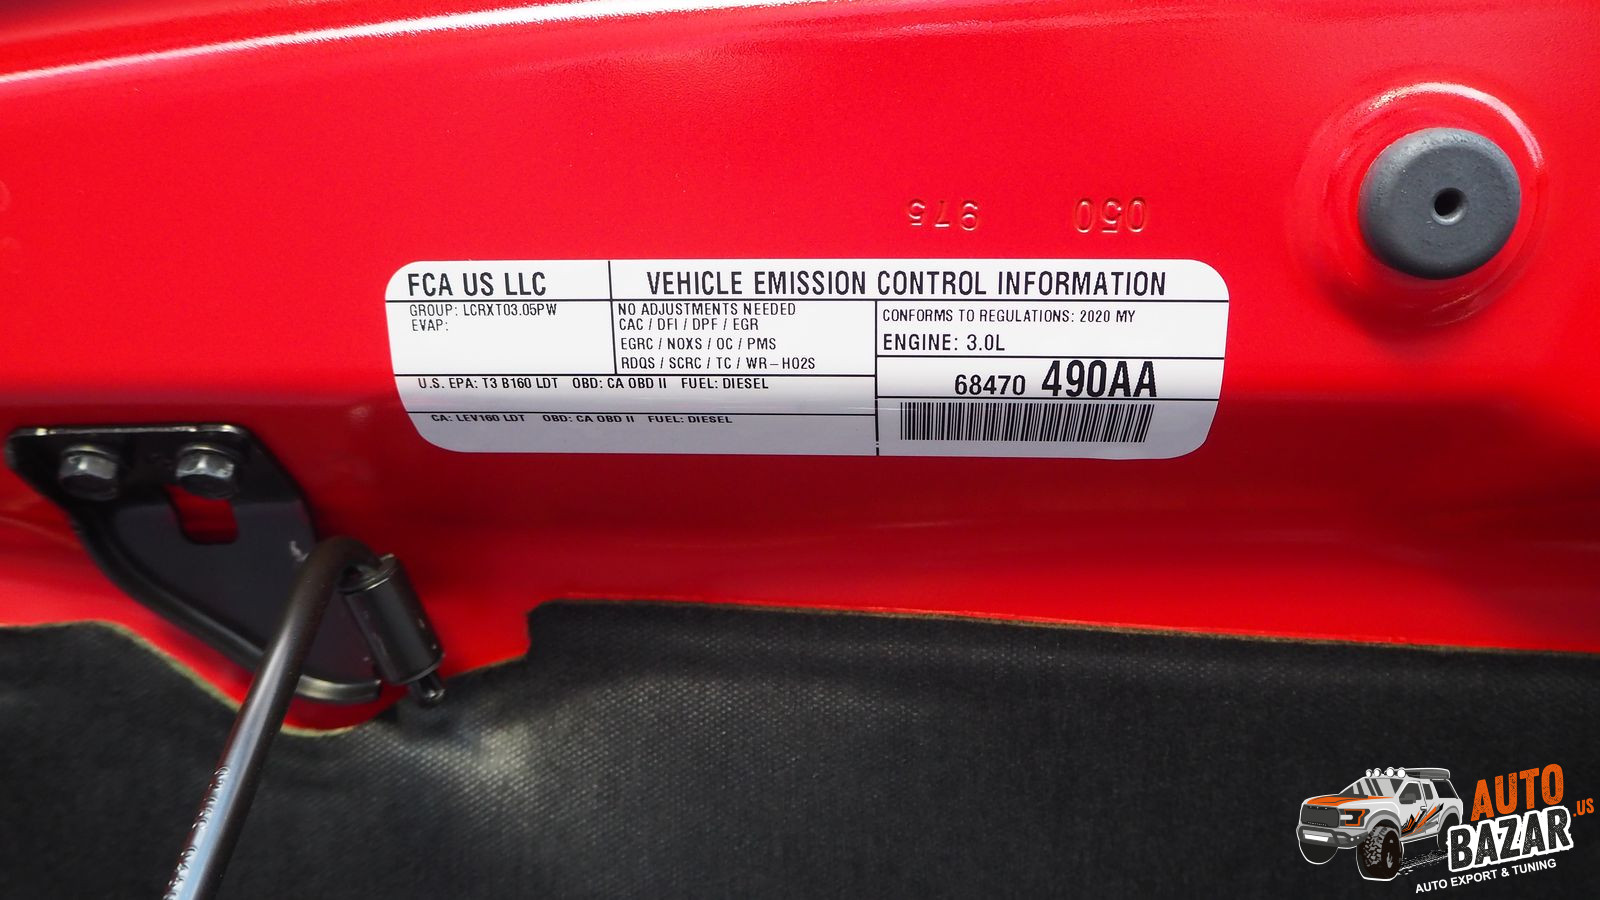 975 050
FCA US LLC
VEHICLE EMISSION CONTROL INFORMATION
GROUP: LCRXT03.05PW
EVAP:
NO ADJUSTMENTS NEEDED
CAC / DFI / DPF / EGR
EGRC / NOXS / OC / PMS
RDQS / SCRC / TC / WR-HO2S
CONFORMS TO REGULATIONS: 2020 MY
ENGINE: 3.0L
68470 490AA
U.S. EPA: T3 B160 LDT OBD: CA OBD II FUEL: DIESEL
CA: LEV160 LDT OBD: CA OBD II FUEL: DIESEL
AUTO
BAZAR.US
AUTO EXPORT & TUNING